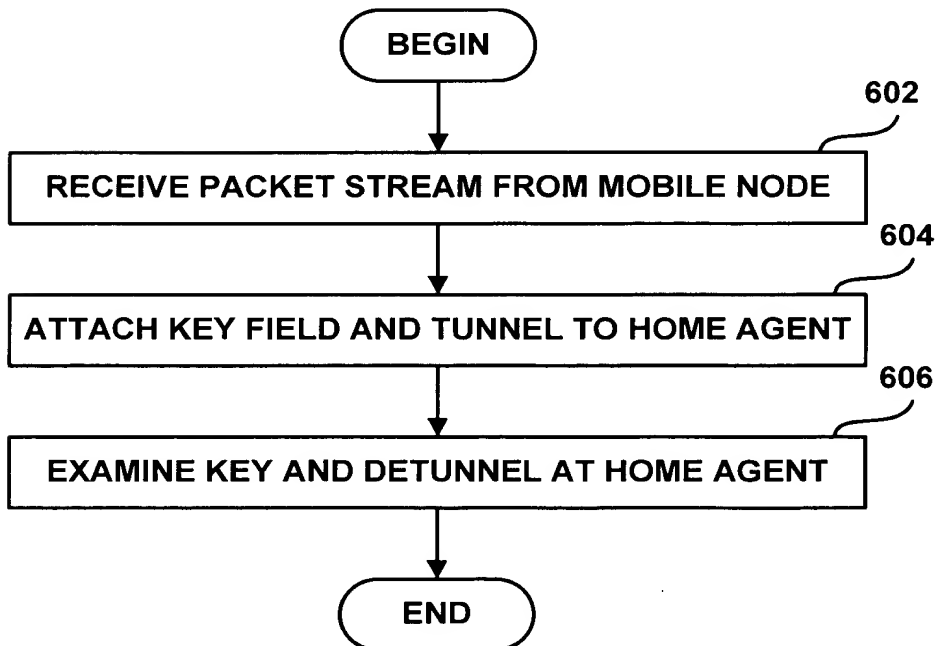 BEGIN
602
RECEIVE PACKET STREAM FROM MOBILE NODE
604
ATTACH KEY FIELD AND TUNNEL TO HOME AGENT
606
EXAMINE KEY AND DETUNNEL AT HOME AGENT
END